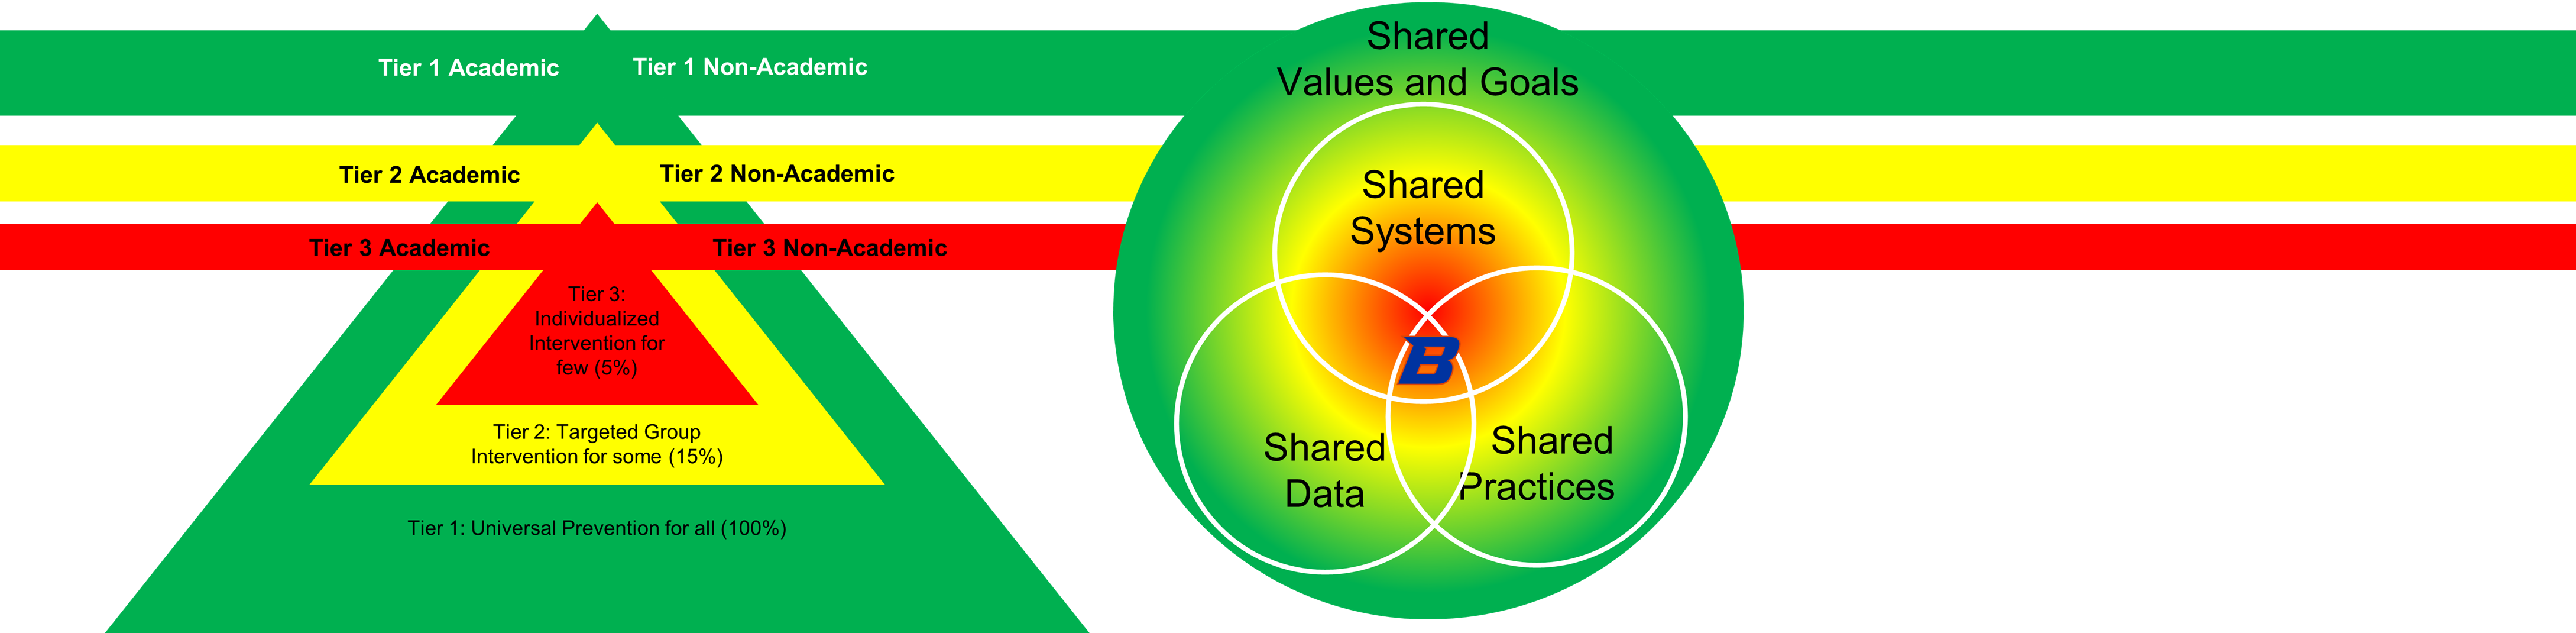 Tier 1 Academic
Tier 1 Non-Academic
Tier 2 Academic
Tier 2 Non-Academic
Tier 3 Academic
Tier 3 Non-Academic
Tier 3:
Individualized
Intervention for
few (5%)
Tier 2: Targeted Group
Intervention for some (15%)
Tier 1: Universal Prevention for all (100%)
Shared
Values and Goals
Shared
Systems
B
Shared
Data
Shared
Practices